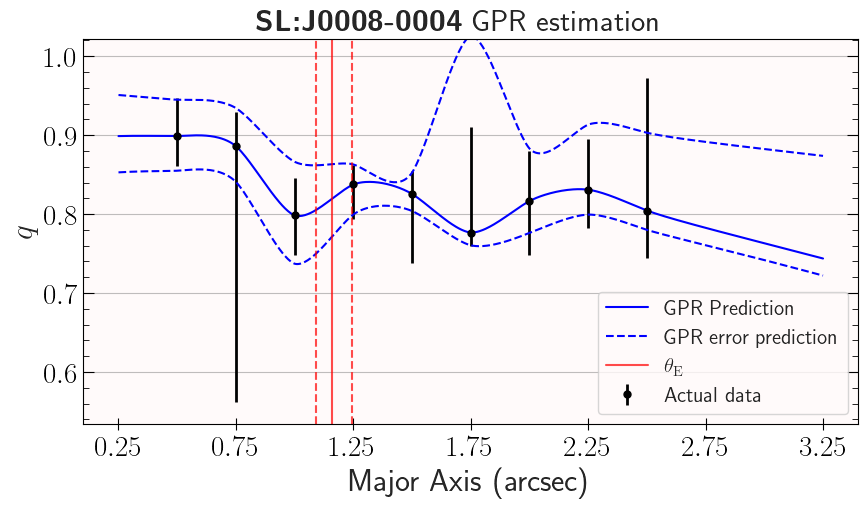 SL:J0008-0004 GPR estimation
1.0
0.9
0.8
0.7
0.6
q
0.25 0.75 1.25 1.75 2.25 2.75 3.25
Major Axis (arcsec)
GPR Prediction
GPR error prediction
θE
Actual data